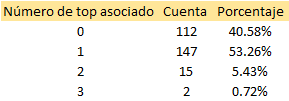 Número de top asociado Cuenta Porcentaje
0 112 40.58%
1 147 53.26%
2 15 5.43%
3 2 0.72%